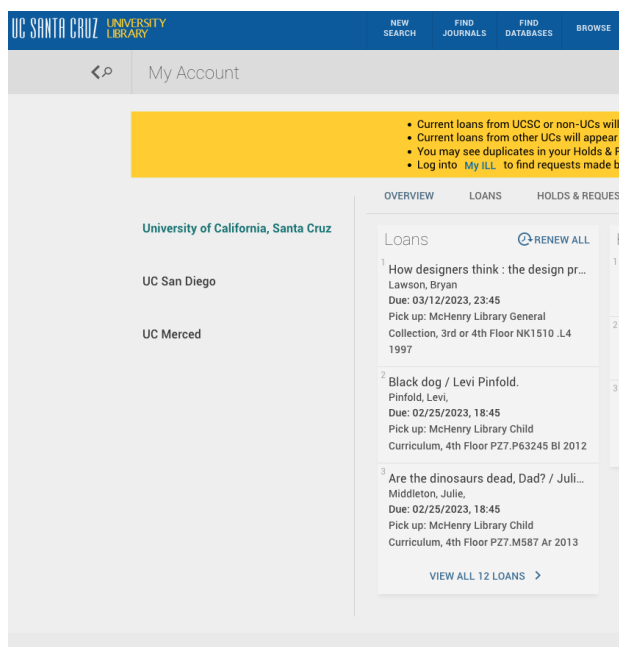 UC SANTA CRUZ UNIVERSITY LIBRARY
NEW SEARCH
FIND JOURNALS
FIND DATABASES
BROWSE
My Account
• Current loans from UCSC or non-UCs will
• Current loans from other UCs will appear
• You may see duplicates in your Holds &
• Log into My ILL to find requests made b
OVERVIEW LOANS HOLDS & REQUES
University of California, Santa Cruz
UC San Diego
UC Merced
Loans RENEW ALL
1
How designers think : the design pr...
Lawson, Bryan
Due: 03/12/2023, 23:45
Pick up: McHenry Library General
Collection, 3rd or 4th Floor NK1510 .L4
1997
2
Black dog / Levi Pinfold.
Pinfold, Levi,
Due: 02/25/2023, 18:45
Pick up: McHenry Library Child
Curriculum, 4th Floor PZ7.P63245 Bl 2012
3
Are the dinosaurs dead, Dad? / Juli...
Middleton, Julie,
Due: 02/25/2023, 18:45
Pick up: McHenry Library Child
Curriculum, 4th Floor PZ7.M587 Ar 2013
VIEW ALL 12 LOANS
1
2
3